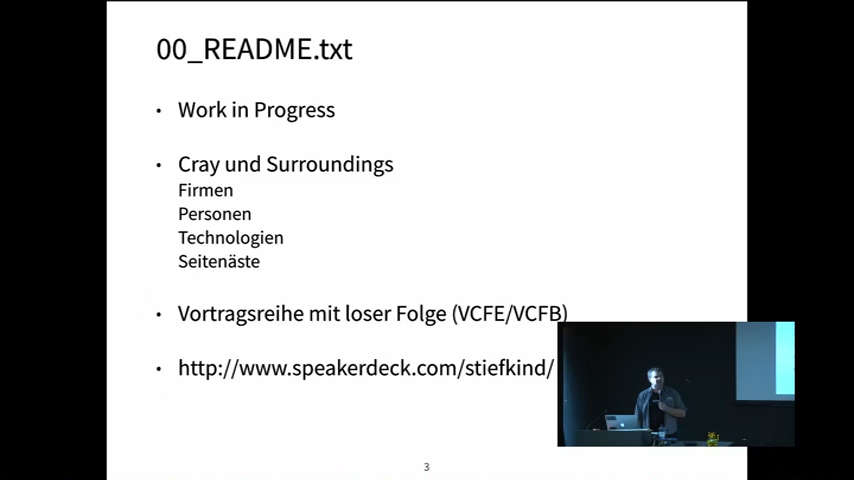 00_README.txt
• Work in Progress
• Cray und Surroundings
Firmen
Personen
Technologien
Seitenäste
• Vortragsreihe mit loser Folge (VCFE/VCFB)
• http://www.speakerdeck.com/stiefkind/
3